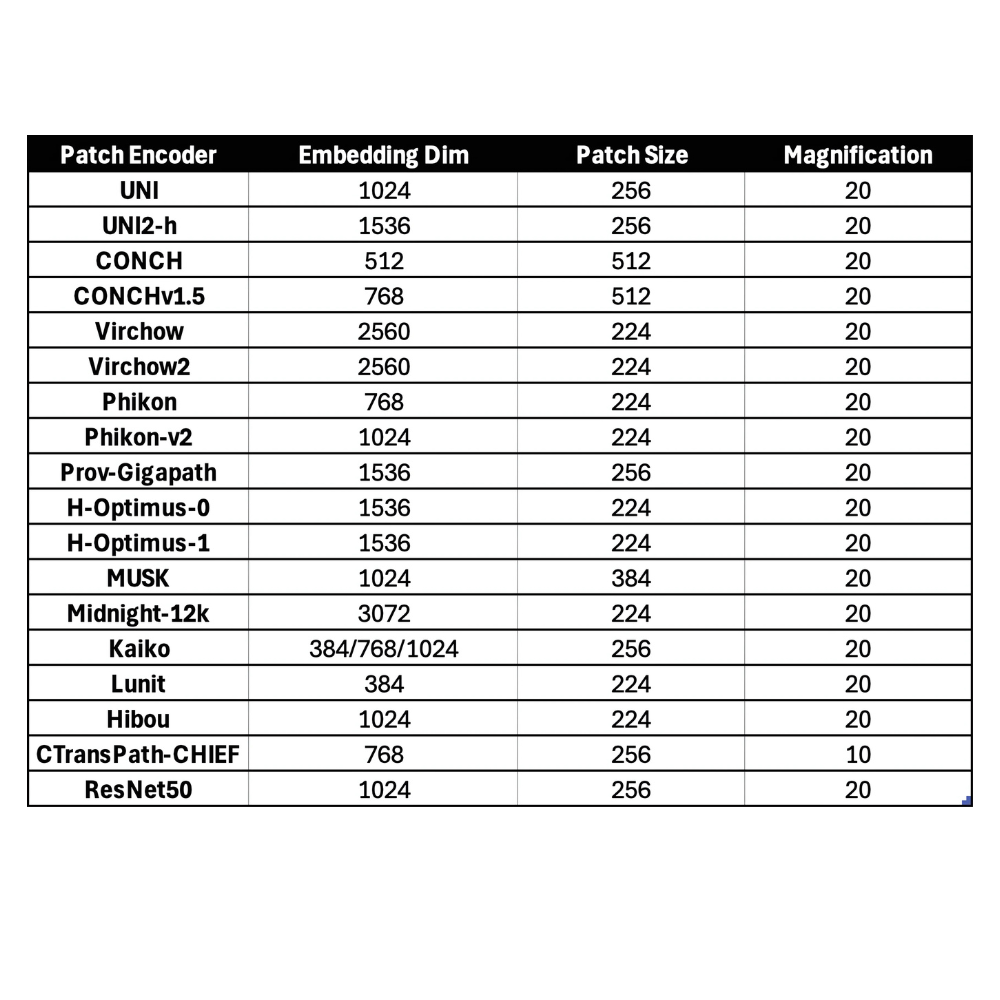 Patch Encoder Embedding Dim Patch Size Magnification
UNI 1024 256 20
UNI2-h 1536 256 20
CONCH 512 512 20
CONCHv1.5 768 512 20
Virchow 2560 224 20
Virchow2 2560 224 20
Phikon 768 224 20
Phikon-v2 1024 224 20
Prov-Gigapath 1536 256 20
H-Optimus-0 1536 224 20
H-Optimus-1 1536 224 20
MUSK 1024 384 20
Midnight-12k 3072 224 20
Kaiko 384/768/1024 256 20
Lunit 384 224 20
Hibou 1024 224 20
CTransPath-CHIEF 768 256 10
ResNet50 1024 256 20